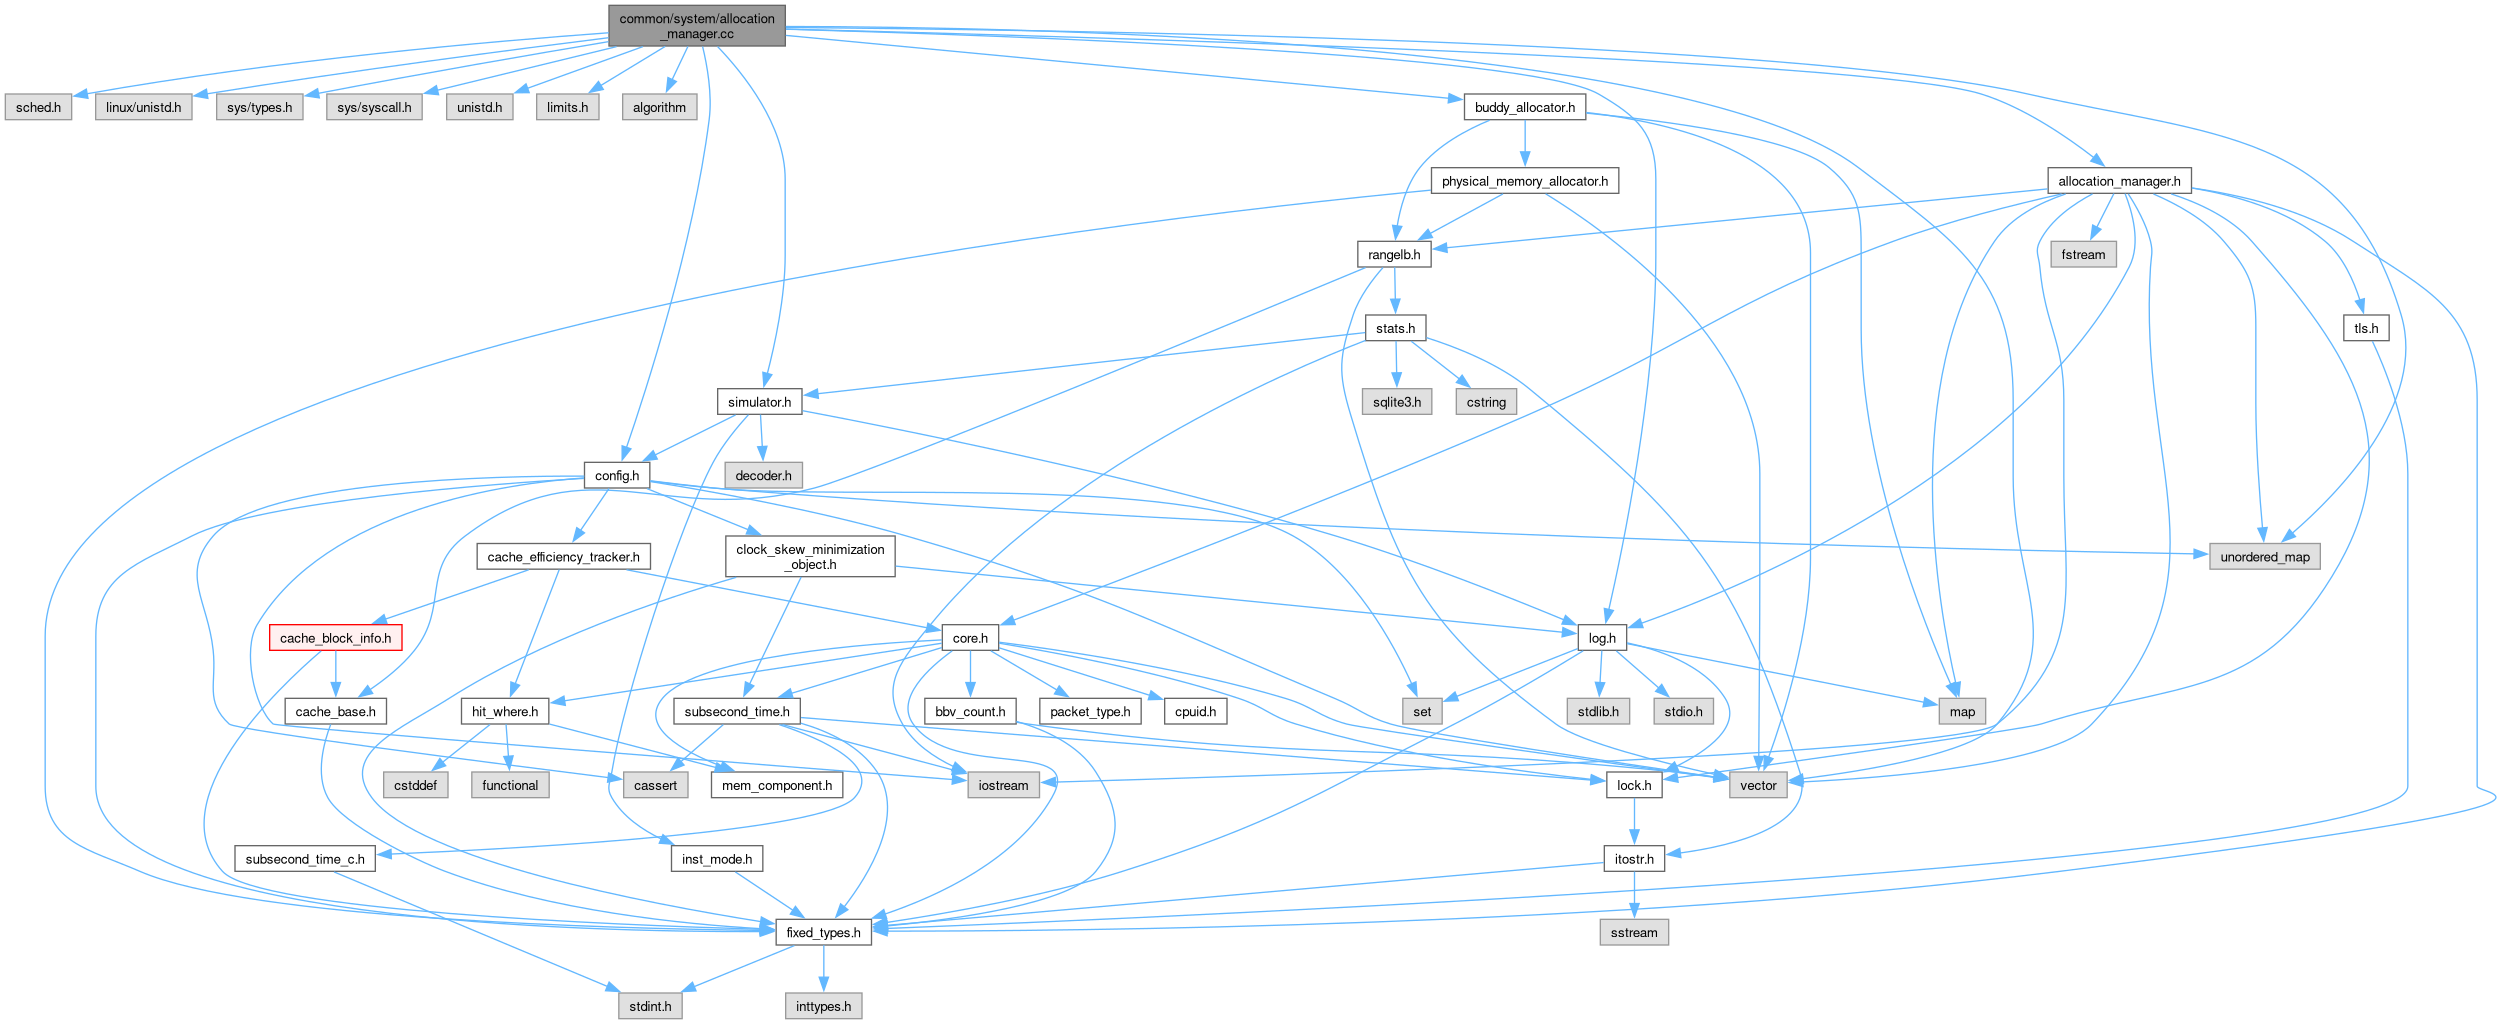 common/system/allocation
_manager.cc
sched.h
linux/unistd.h
sys/types.h
sys/syscall.h
unistd.h
limits.h
algorithm
buddy_allocator.h
physical_memory_allocator.h
allocation_manager.h
rangelb.h
fstream
stats.h
tls.h
simulator.h
sqlite3.h
cstring
config.h
decoder.h
cache_efficiency_tracker.h
clock_skew_minimization
_object.h
unordered_map
cache_block_info.h
core.h
log.h
cache_base.h
hit_where.h
subsecond_time.h
bbv_count.h
packet_type.h
cpuid.h
set
stdlib.h
stdio.h
map
cstddef
functional
cassert
mem_component.h
iostream
lock.h
vector
subsecond_time_c.h
inst_mode.h
itostr.h
fixed_types.h
sstream
stdint.h
inttypes.h